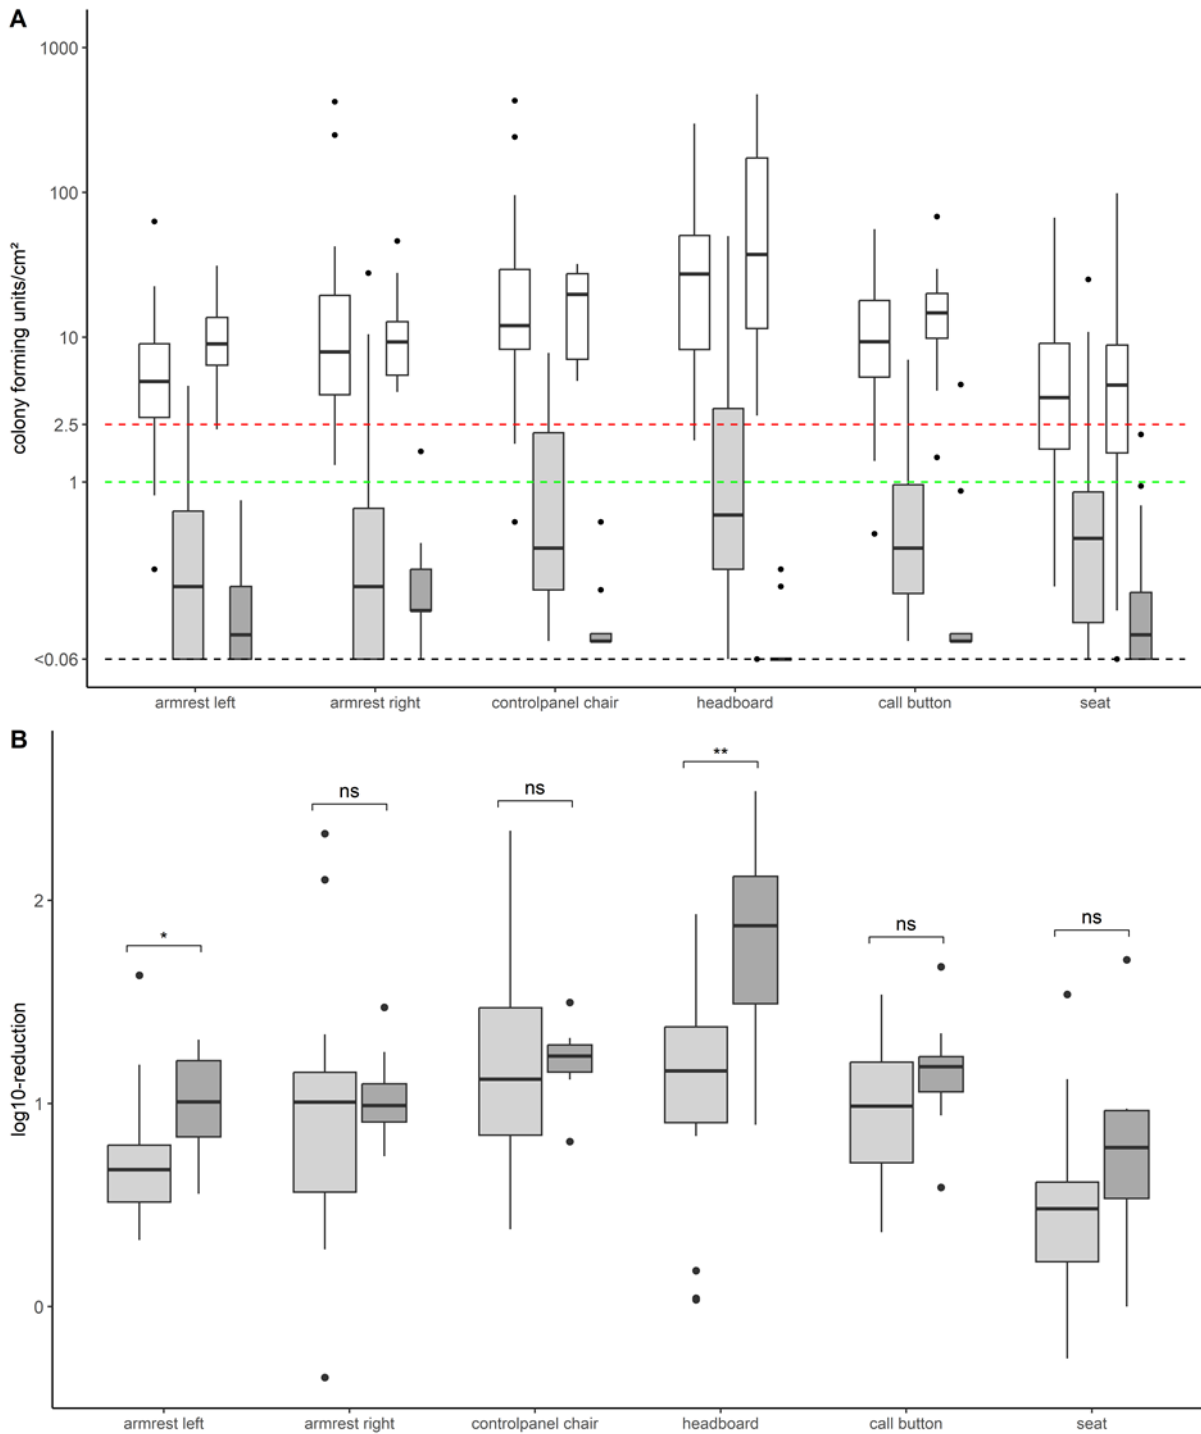 A
colony forming units/cm²
1000
100
10
2.5
1
<0.06
armrest left armrest right controlpanel chair headboard call button seat
B
log10-reduction
**
ns ns
ns ns
*
2
1
0
armrest left armrest right controlpanel chair headboard call button seat